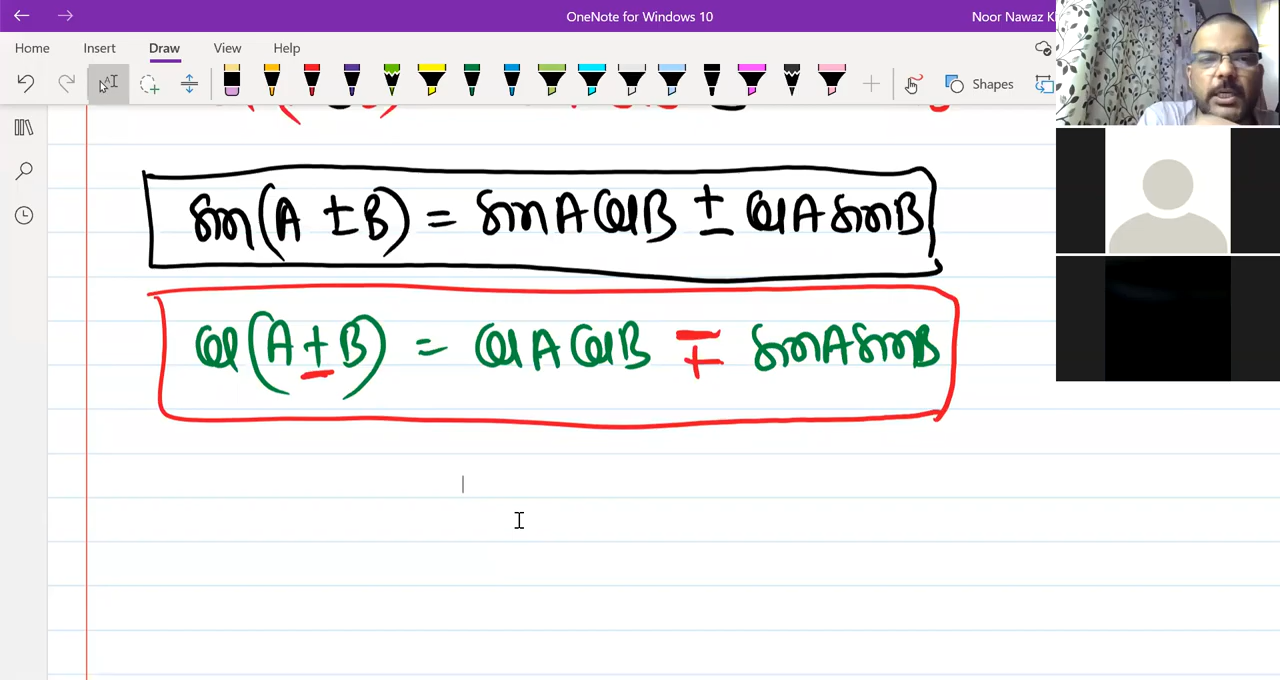 OneNote for Windows 10
Noor Nawaz K
Home Insert Draw View Help
Shapes
sin(A ± B) = sinA cosB ± cosA sinB
cos(A ± B) = cosA cosB ∓ sinA sinB